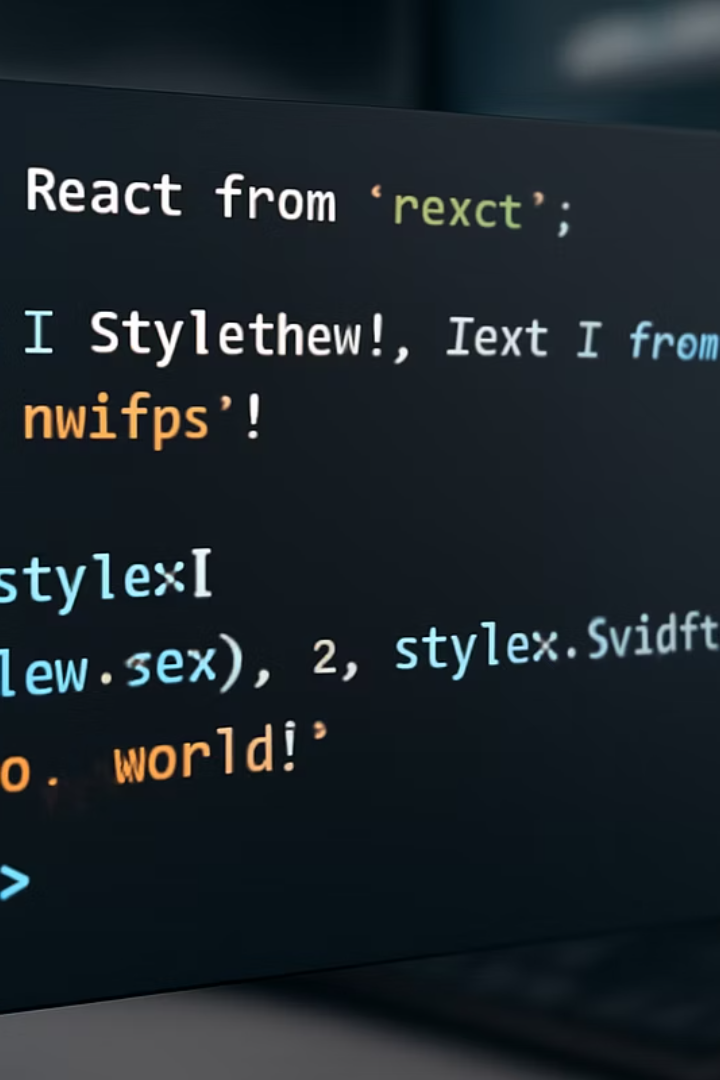 React from ‘rexct’;
I Stylethew!, Iext I from
nwifps’!
stylexI
lew.sex), 2, stylex.Svidft
o. world!’
>